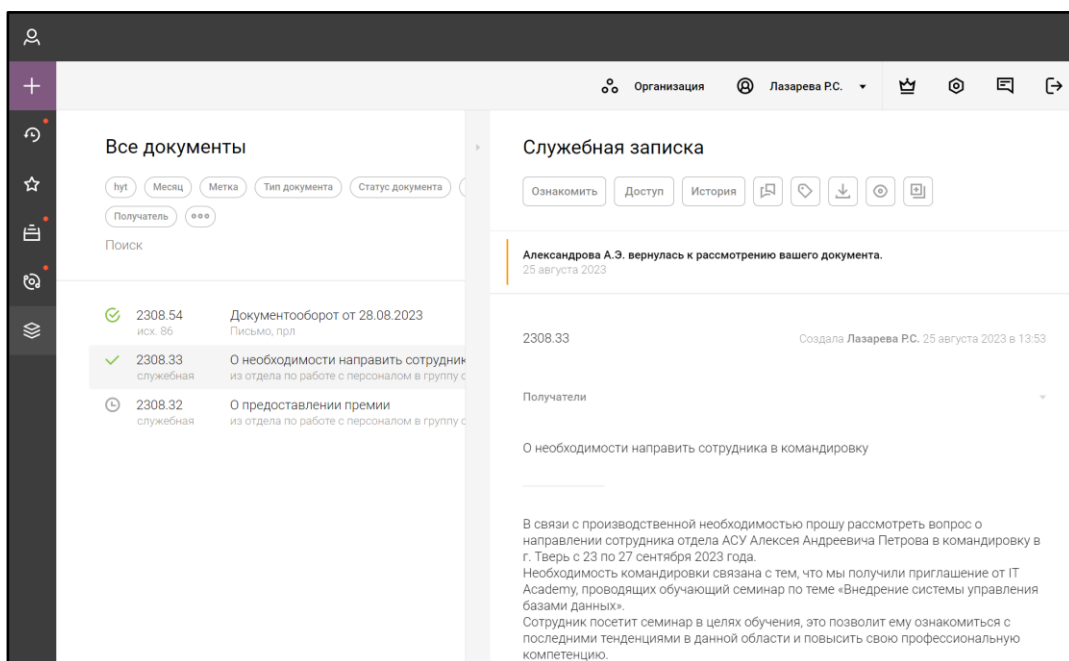 Организация
Лазарева Р.С.
Все документы
hyt
Месяц
Метка
Тип документа
Статус документа
Получатель
Поиск
2308.54
Документооборот от 28.08.2023
исх. 86
Письмо, прл
2308.33
О необходимости направить сотрудник
служебная
из отдела по работе с персоналом в группу с
2308.32
О предоставлении премии
служебная
из отдела по работе с персоналом в группу с
Служебная записка
Ознакомить
Доступ
История
Александрова А.Э. вернулась к рассмотрению вашего документа.
25 августа 2023
2308.33
Создала Лазарева Р.С. 25 августа 2023 в 13:53
Получатели
О необходимости направить сотрудника в командировку
В связи с производственной необходимостью прошу рассмотреть вопрос о
направлении сотрудника отдела АСУ Алексея Андреевича Петрова в командировку в
г. Тверь с 23 по 27 сентября 2023 года.
Необходимость командировки связана с тем, что мы получили приглашение от IT
Academy, проводящих обучающий семинар по теме «Внедрение системы управления
базами данных».
Сотрудник посетит семинар в целях обучения, это позволит ему ознакомиться с
последними тенденциями в данной области и повысить свою профессиональную
компетенцию.